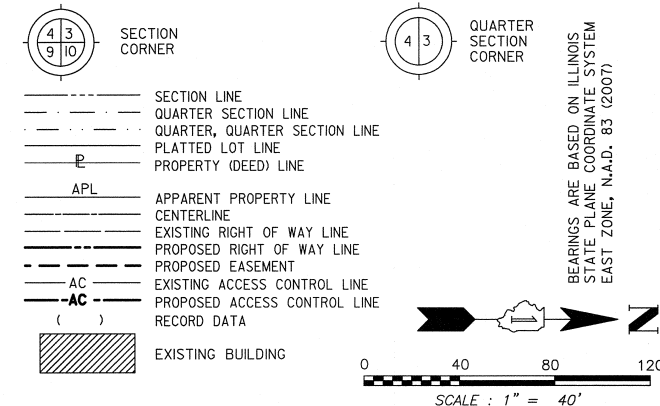 4 3
9 10
SECTION
CORNER
4 3
QUARTER
SECTION
CORNER
SECTION LINE
QUARTER SECTION LINE
QUARTER, QUARTER SECTION LINE
PLATTED LOT LINE
PL PROPERTY (DEED) LINE
APL APPARENT PROPERTY LINE
CENTERLINE
EXISTING RIGHT OF WAY LINE
PROPOSED RIGHT OF WAY LINE
PROPOSED EASEMENT
AC EXISTING ACCESS CONTROL LINE
AC PROPOSED ACCESS CONTROL LINE
( ) RECORD DATA
EXISTING BUILDING
BEARINGS ARE BASED ON ILLINOIS
STATE PLANE COORDINATE SYSTEM
EAST ZONE, N.A.D. 83 (2007)
N
0 40 80 120
SCALE : 1" = 40'